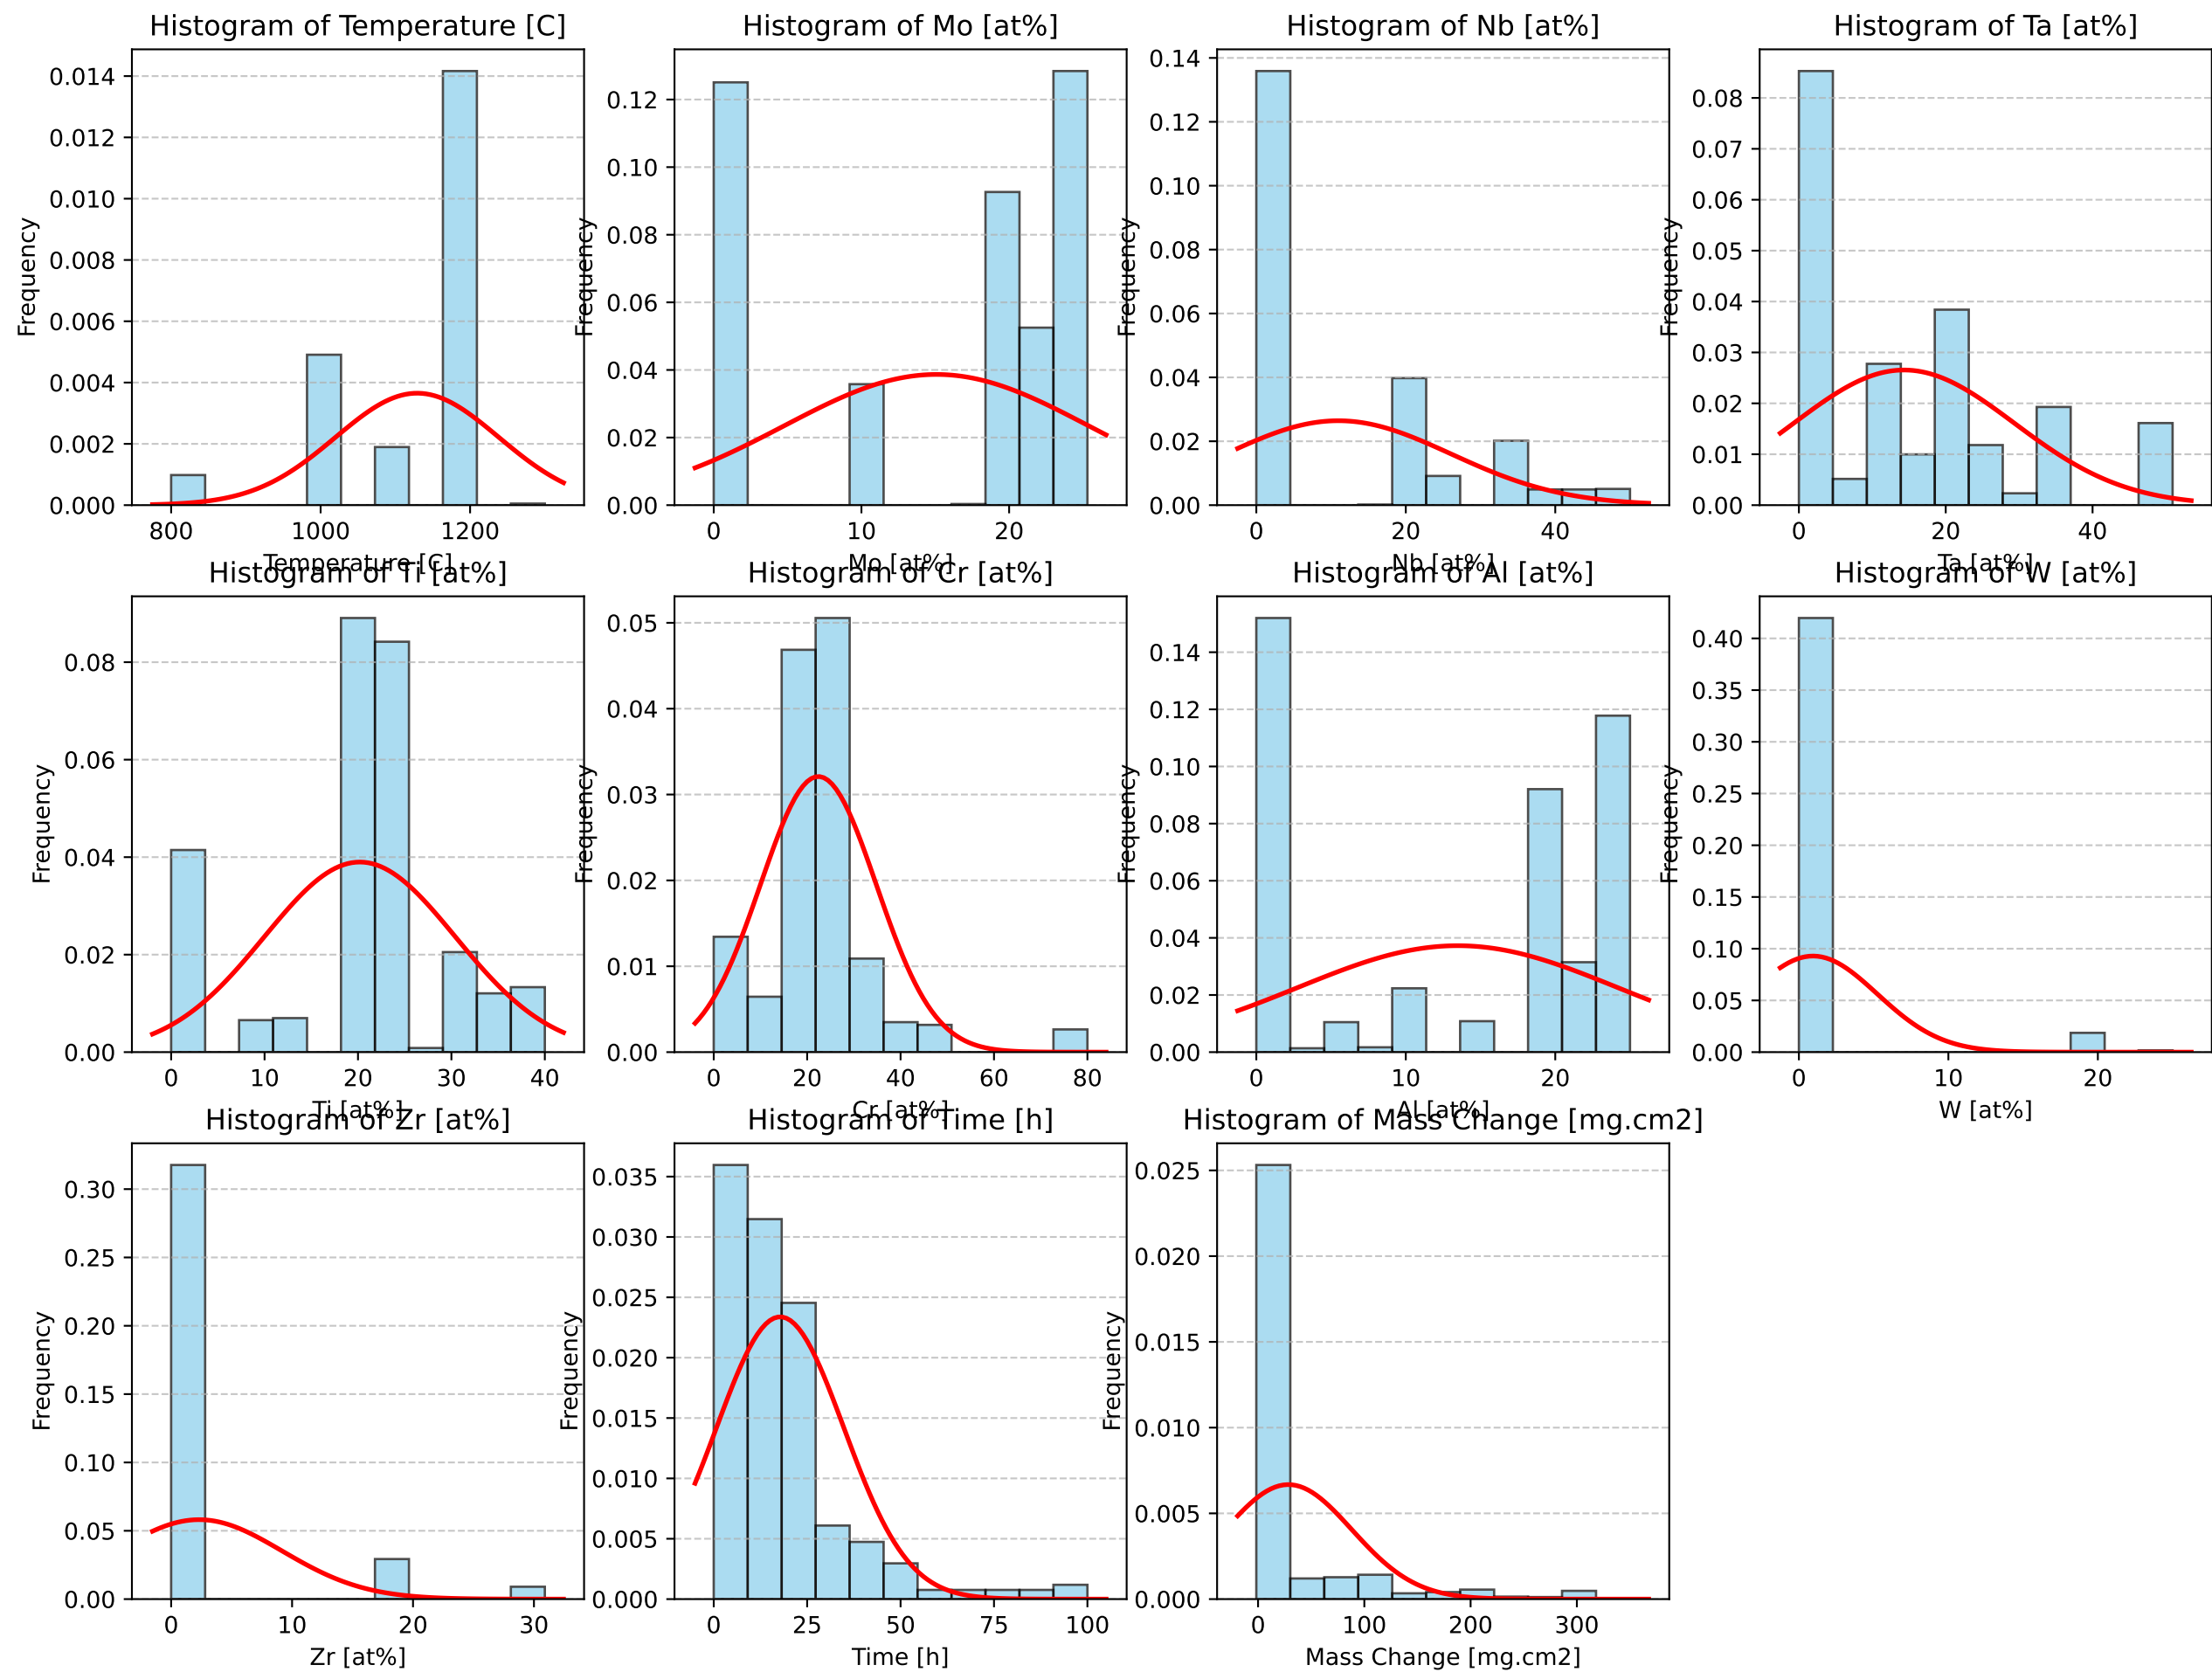 Histogram of Temperature [C]
0.014
0.012
0.010
0.008
0.006
0.004
0.002
0.000
Frequency
800 1000 1200
Temperature [C]
Histogram of Mo [at%]
0.12
0.10
0.08
0.06
0.04
0.02
0.00
Frequency
0 10 20
Mo [at%]
Histogram of Nb [at%]
0.14
0.12
0.10
0.08
0.06
0.04
0.02
0.00
Frequency
0 20 40
Nb [at%]
Histogram of Ta [at%]
0.08
0.07
0.06
0.05
0.04
0.03
0.02
0.01
0.00
Frequency
0 20 40
Ta [at%]
Histogram of Ti [at%]
0.08
0.06
0.04
0.02
0.00
Frequency
0 10 20 30 40
Ti [at%]
Histogram of Cr [at%]
0.05
0.04
0.03
0.02
0.01
0.00
Frequency
0 20 40 60 80
Cr [at%]
Histogram of Al [at%]
0.14
0.12
0.10
0.08
0.06
0.04
0.02
0.00
Frequency
0 10 20
Al [at%]
Histogram of W [at%]
0.40
0.35
0.30
0.25
0.20
0.15
0.10
0.05
0.00
Frequency
0 10 20
W [at%]
Histogram of Zr [at%]
0.30
0.25
0.20
0.15
0.10
0.05
0.00
Frequency
0 10 20 30
Zr [at%]
Histogram of Time [h]
0.035
0.030
0.025
0.020
0.015
0.010
0.005
0.000
Frequency
0 25 50 75 100
Time [h]
Histogram of Mass Change [mg.cm2]
0.025
0.020
0.015
0.010
0.005
0.000
Frequency
0 100 200 300
Mass Change [mg.cm2]